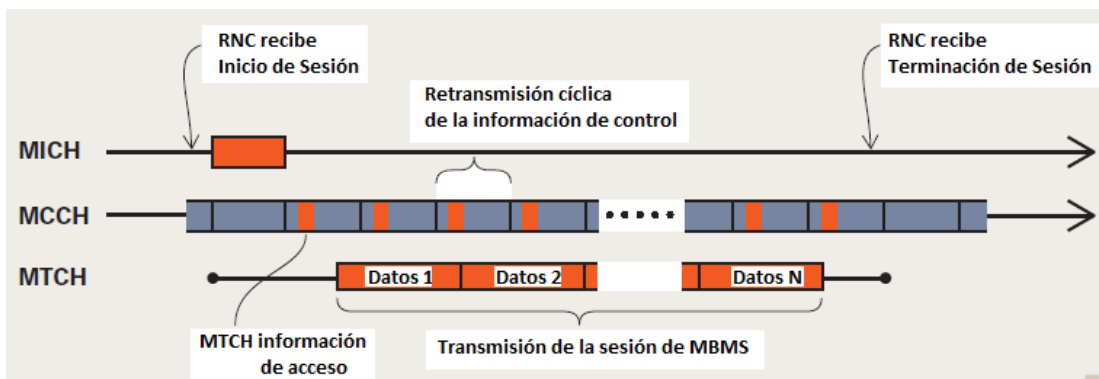 RNC recibe
Inicio de Sesión
RNC recibe
Terminación de Sesión
Retransmisión cíclica
de la información de control
MICH
MCCH
MTCH
Datos 1
Datos 2
Datos N
MTCH información
de acceso
Transmisión de la sesión de MBMS